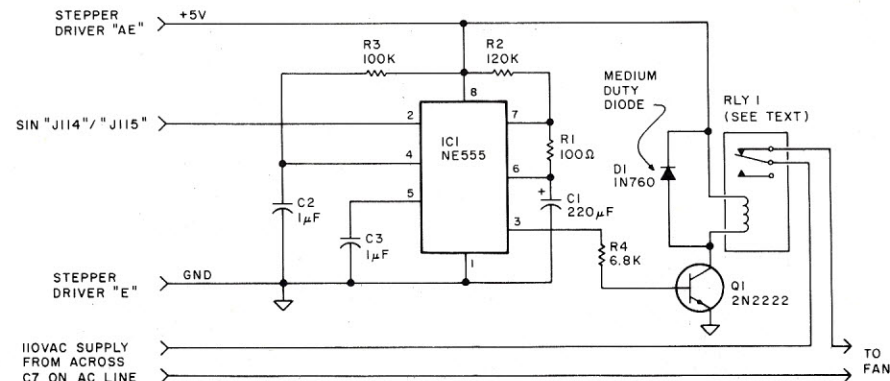 STEPPER
DRIVER "AE"
+5V
R3
100K
R2
120K
MEDIUM
DUTY
DIODE
RLY 1
(SEE TEXT)
8
SIN "J114"/"J115"
2
7
IC1
NE555
R1
100Ω
4
6
D1
1N760
5
+
C1
220µF
C2
1µF
C3
1µF
3
R4
6.8K
1
STEPPER
DRIVER "E"
GND
Q1
2N2222
110VAC SUPPLY
FROM ACROSS
C7 ON AC LINE
TO
FAN